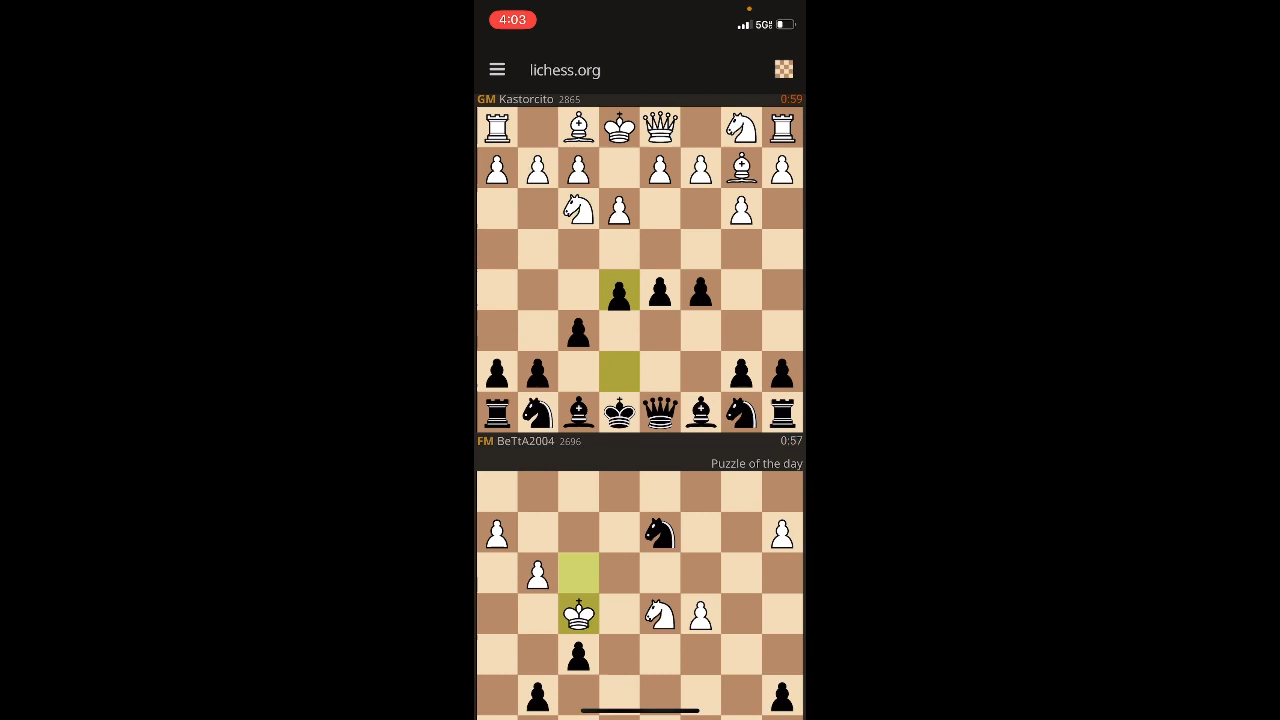 4:03
5G
lichess.org
GM Kastorcito 2865
0:59
FM BeTtA2004 2696
0:57
Puzzle of the day